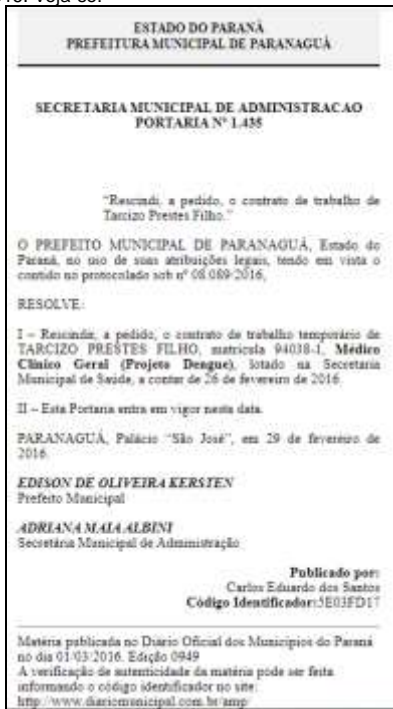 ESTADO DO PARANÁ
PREFEITURA MUNICIPAL DE PARANAGUÁ
SECRETARIA MUNICIPAL DE ADMINISTRACAO
PORTARIA Nº 1.435
"Rescindi, a pedido, o contrato de trabalho de
Tarcizo Prestes Filho."
O PREFEITO MUNICIPAL DE PARANAGUÁ, Estado do
Paraná, no uso de suas atribuições legais, tendo em vista o
contido no protocolado sob nº 08.089-2016,
RESOLVE:
I – Rescindir, a pedido, o contrato de trabalho temporário de
TARCIZO PRESTES FILHO, matrícula 94038-1, Médico
Clínico Geral (Projeto Dengue), lotado na Secretaria
Municipal de Saúde, a contar de 26 de fevereiro de 2016.
II – Esta Portaria entra em vigor nesta data.
PARANAGUÁ, Palácio "São José", em 29 de fevereiro de
2016.
EDISON DE OLIVEIRA KERSTEN
Prefeito Municipal
ADRIANA MAIA ALBINI
Secretária Municipal de Administração
Publicado por:
Carlos Eduardo dos Santos
Código Identificador:5E03FD17
Matéria publicada no Diário Oficial dos Municípios do Paraná
no dia 01/03/2016. Edição 0949
A verificação de autenticidade da matéria pode ser feita
informando o código identificador no site:
http://www.diariomunicipal.com.br/amp